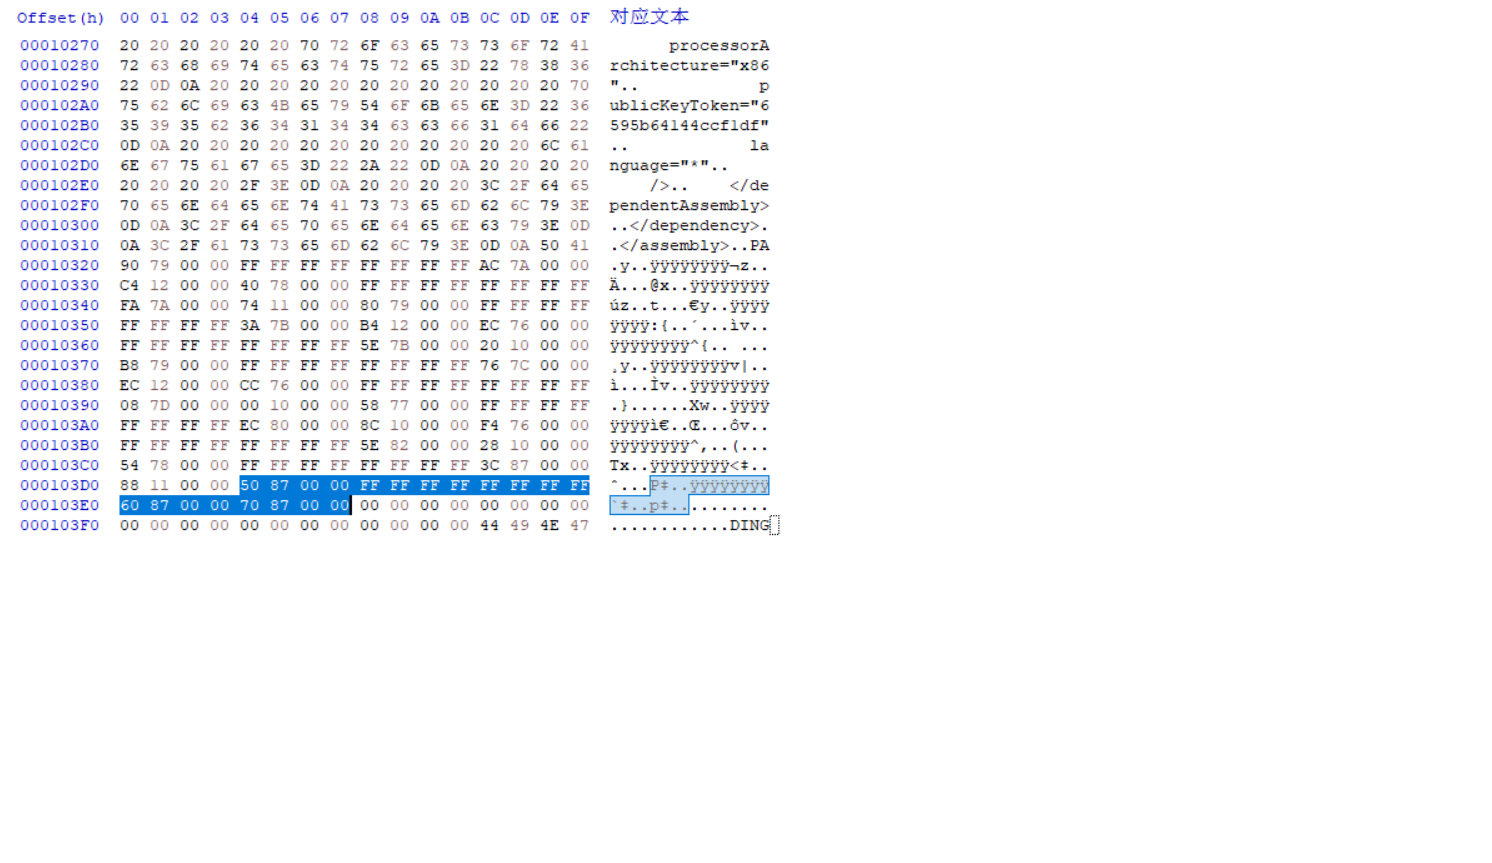 Offset(h) 00 01 02 03 04 05 06 07 08 09 0A 0B 0C 0D 0E 0F 对应文本
00010270 20 20 20 20 20 20 70 72 6F 63 65 73 73 6F 72 41 processorA
00010280 72 63 68 69 74 65 63 74 75 72 65 3D 22 78 38 36 rchitecture="x86
00010290 22 0D 0A 20 20 20 20 20 20 20 20 20 20 20 20 70 ".. p
000102A0 75 62 6C 69 63 4B 65 79 54 6F 6B 65 6E 3D 22 36 ublicKeyToken="6
000102B0 35 39 35 62 36 34 31 34 34 63 63 66 31 64 66 22 595b64144ccf1df"
000102C0 0D 0A 20 20 20 20 20 20 20 20 20 20 20 20 6C 61 .. la
000102D0 6E 67 75 61 67 65 3D 22 2A 22 0D 0A 20 20 20 20 nguage="*"..
000102E0 20 20 20 20 2F 3E 0D 0A 20 20 20 20 3C 2F 64 65 />.. </de
000102F0 70 65 6E 64 65 6E 74 41 73 73 65 6D 62 6C 79 3E pendentAssembly>
00010300 0D 0A 3C 2F 64 65 70 65 6E 64 65 6E 63 79 3E 0D ..</dependency>.
00010310 0A 3C 2F 61 73 73 65 6D 62 6C 79 3E 0D 0A 50 41 .</assembly>..PA
00010320 90 79 00 00 FF FF FF FF FF FF FF FF AC 7A 00 00 .y..ÿÿÿÿÿÿÿÿ¬z..
00010330 C4 12 00 00 40 78 00 00 FF FF FF FF FF FF FF FF Ä...@x..ÿÿÿÿÿÿÿÿ
00010340 FA 7A 00 00 74 11 00 00 80 79 00 00 FF FF FF FF úz..t...€y..ÿÿÿÿ
00010350 FF FF FF FF 3A 7B 00 00 B4 12 00 00 EC 76 00 00 ÿÿÿÿ:{..´...ìv..
00010360 FF FF FF FF FF FF FF FF 5E 7B 00 00 20 10 00 00 ÿÿÿÿÿÿÿÿ^{.. ...
00010370 B8 79 00 00 FF FF FF FF FF FF FF FF 76 7C 00 00 ¸y..ÿÿÿÿÿÿÿÿv|..
00010380 EC 12 00 00 CC 76 00 00 FF FF FF FF FF FF FF FF ì...Ìv..ÿÿÿÿÿÿÿÿ
00010390 08 7D 00 00 00 10 00 00 58 77 00 00 FF FF FF FF .}......Xw..ÿÿÿÿ
000103A0 FF FF FF FF EC 80 00 00 8C 10 00 00 F4 76 00 00 ÿÿÿÿì€..Œ...ôv..
000103B0 FF FF FF FF FF FF FF FF 5E 82 00 00 28 10 00 00 ÿÿÿÿÿÿÿÿ^‚..(...
000103C0 54 78 00 00 FF FF FF FF FF FF FF FF 3C 87 00 00 Tx..ÿÿÿÿÿÿÿÿ<‡..
000103D0 88 11 00 00 50 87 00 00 FF FF FF FF FF FF FF FF ˆ...P‡..ÿÿÿÿÿÿÿÿ
000103E0 60 87 00 00 70 87 00 00 00 00 00 00 00 00 00 00 `‡..p‡..........
000103F0 00 00 00 00 00 00 00 00 00 00 00 00 44 49 4E 47 ............DING